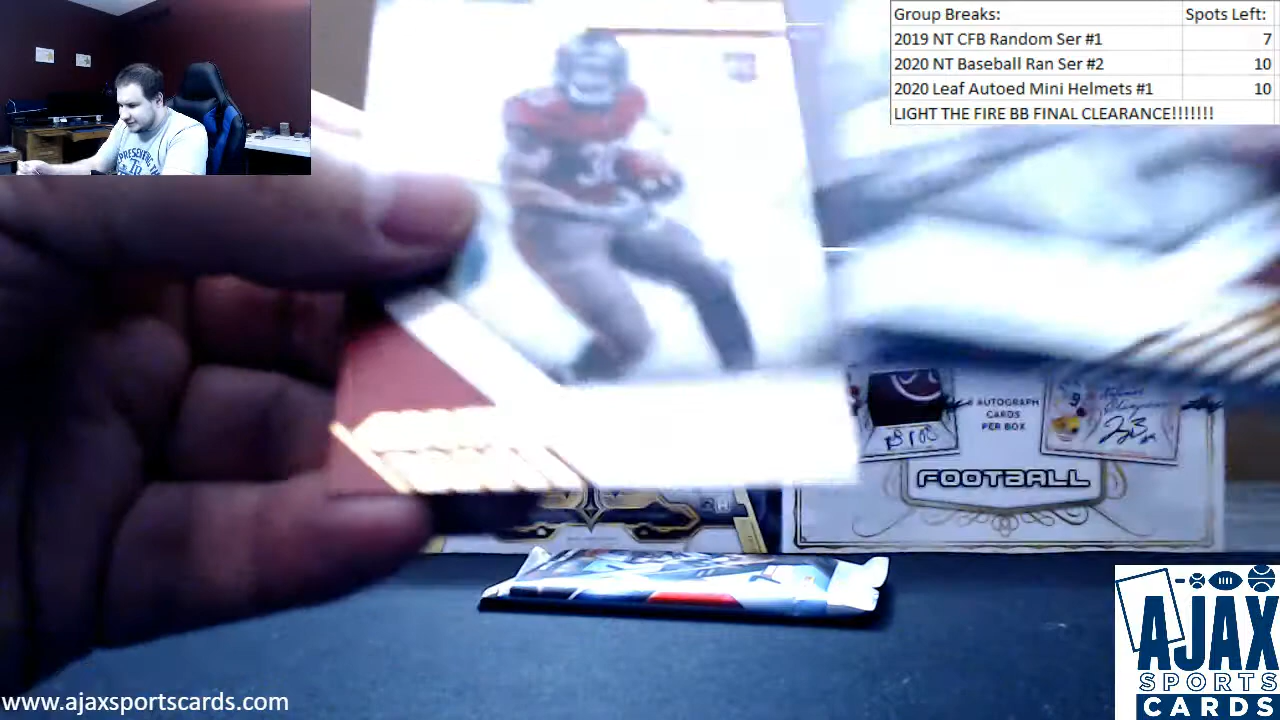 Group Breaks: Spots Left:
2019 NT CFB Random Ser #1 7
2020 NT Baseball Ran Ser #2 10
2020 Leaf Autoed Mini Helmets #1 10
LIGHT THE FIRE BB FINAL CLEARANCE!!!!!!!
PRESENTING
30
AUTOGRAPH
CARDS
PER BOX
FOOTBALL
AJAX
SPORTS
CARDS
www.ajaxsportscards.com